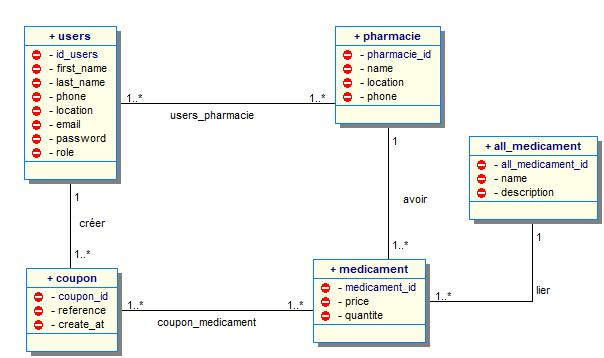 + users
- id_users
- first_name
- last_name
- phone
- location
- email
- password
- role
+ pharmacie
- pharmacie_id
- name
- location
- phone
1..*
1..*
users_pharmacie
+ all_medicament
- all_medicament_id
- name
- description
1
créer
1..*
1
avoir
1..*
1
lier
1..*
+ coupon
- coupon_id
- reference
- create_at
1..*
1..*
coupon_medicament
+ medicament
- medicament_id
- price
- quantite